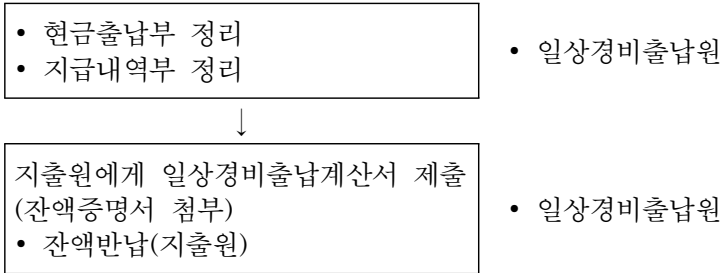 • 현금출납부 정리
• 지급내역부 정리
• 일상경비출납원
↓
지출원에게 일상경비출납계산서 제출
(잔액증명서 첨부)
• 잔액반납(지출원)
• 일상경비출납원